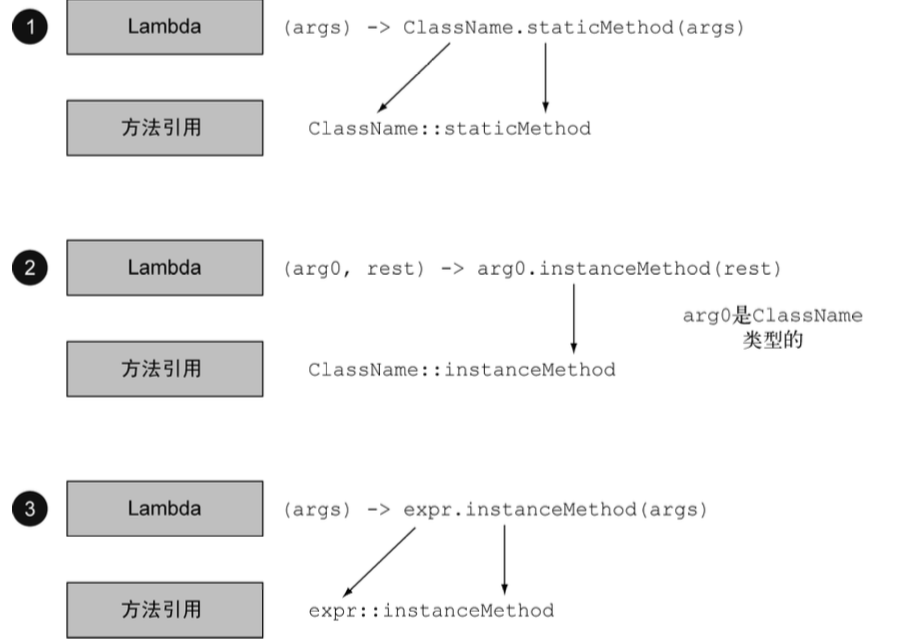 1 Lambda (args) -> ClassName.staticMethod(args)
方法引用 ClassName::staticMethod
2 Lambda (arg0, rest) -> arg0.instanceMethod(rest)
arg0是ClassName
类型的
方法引用 ClassName::instanceMethod
3 Lambda (args) -> expr.instanceMethod(args)
方法引用 expr::instanceMethod